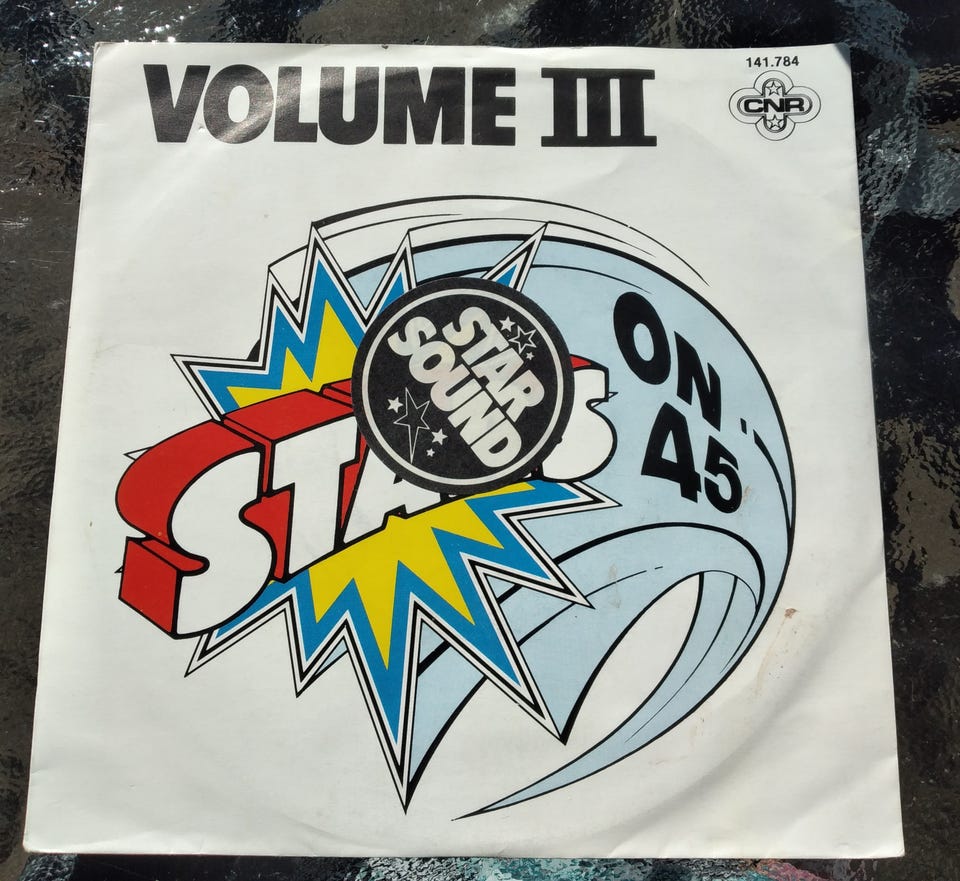 VOLUME III
141.784
CNR
STARS
ON
45
STAR
SOUND